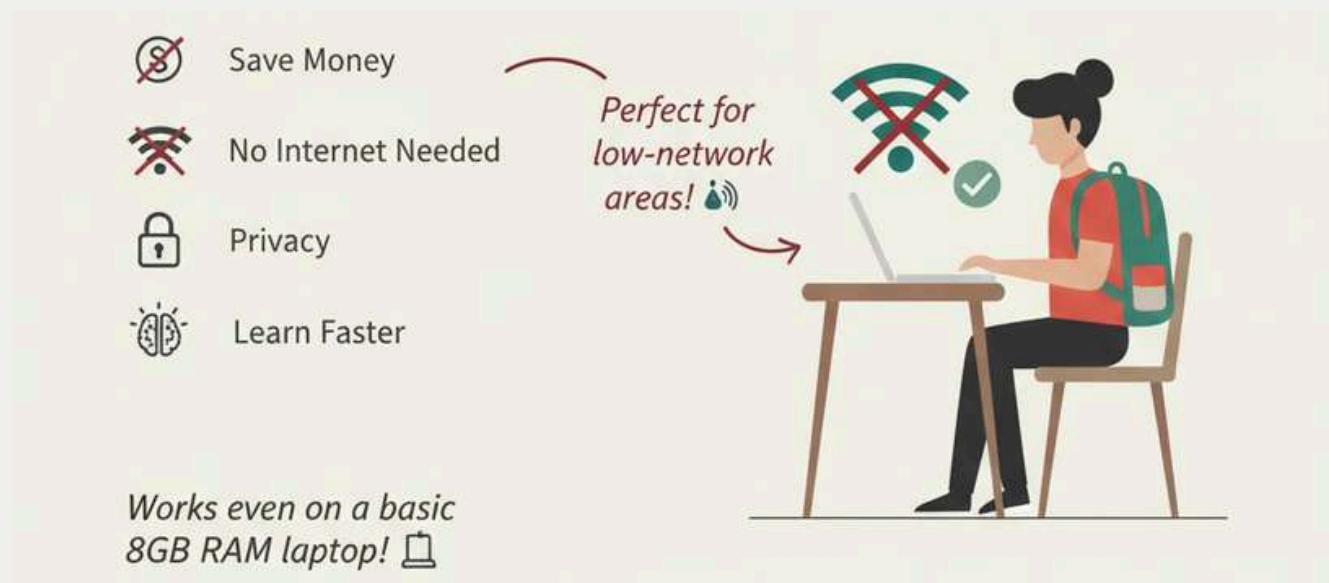 Save Money
No Internet Needed
Privacy
Learn Faster
Perfect for
low-network
areas!
Works even on a basic
8GB RAM laptop!